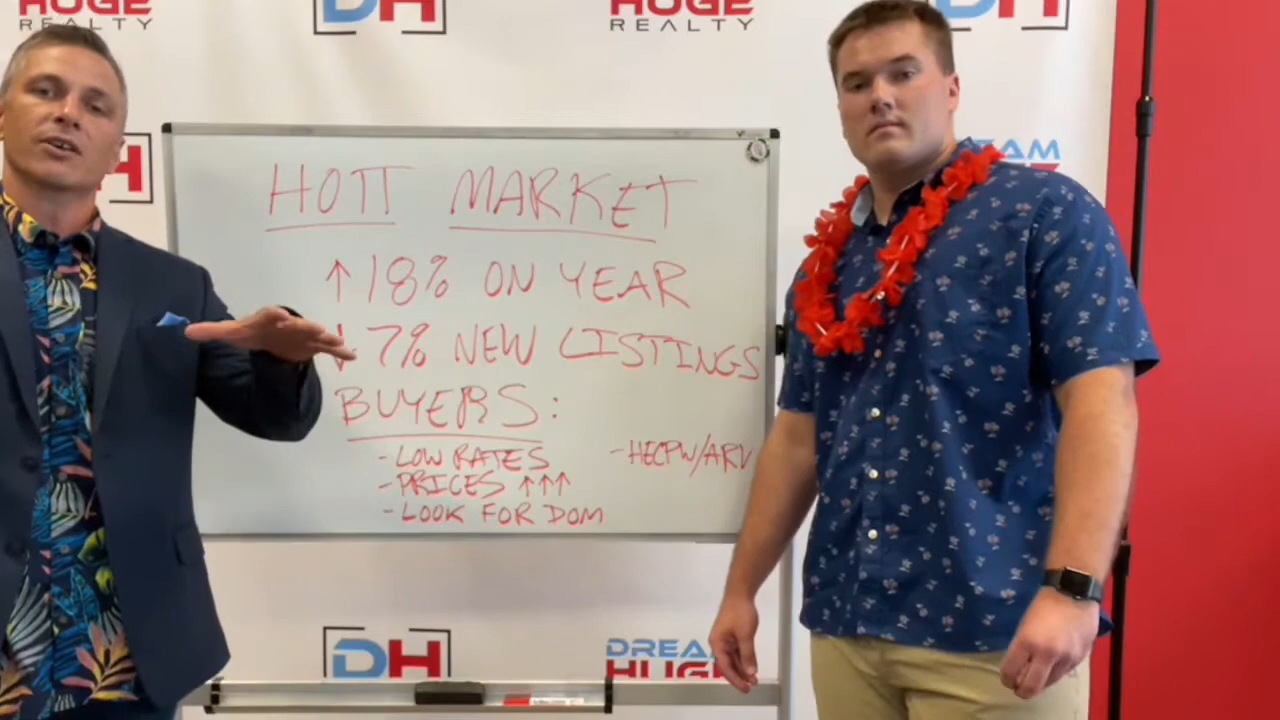 HUGE
REALTY
DH
HUGE
REALTY
DH
H
DREAM
HOTT MARKET
↑ 18% ON YEAR
↓ 7% NEW LISTINGS
BUYERS:
- LOW RATES
- HECPW/ARV
- PRICES ↑↑↑
- LOOK FOR DOM
DH
DREAM
HUGE